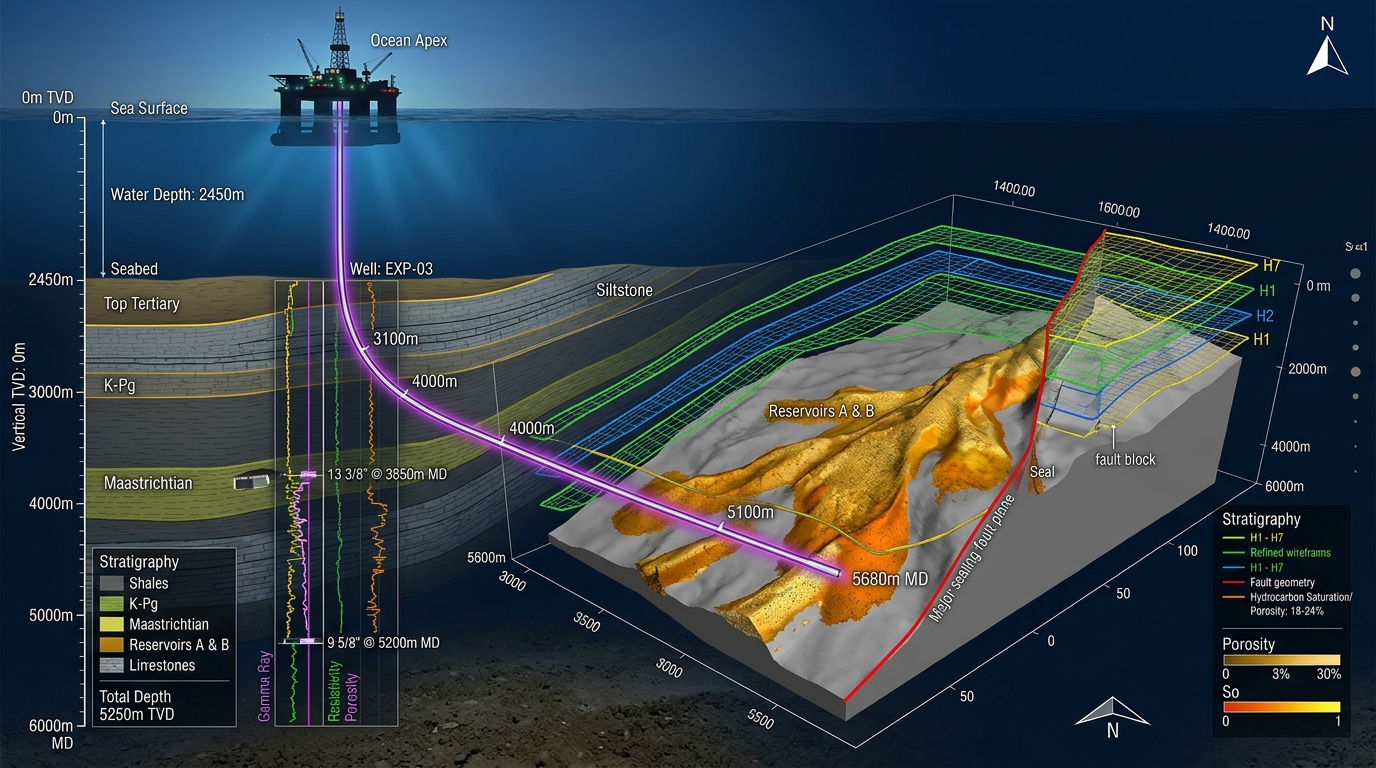 Ocean Apex
N
0m TVD
0m
Sea Surface
Water Depth: 2450m
Seabed
2450m
Well: EXP-03
Top Tertiary
Siltstone
3100m
K-Pg
3000m
4000m
4000m
Vertical TVD: 0m
Maastrichtian
13 3/8" @ 3850m MD
4000m
5000m
6000m
MD
9 5/8" @ 5200m MD
Gamma Ray
Porosity
Stratigraphy
Shales
K-Pg
Maastrichtian
Reservoirs A & B
Lirrestones
Total Depth
5250m TVD
1400.00
1600.00
1400.00
H7
H1
H2
H1
0 m
2000m
4000m
6000m
Reservoirs A & B
Seal
fault block
5100m
5680m MD
Major sealing fault plane
5600m
3000
3500
9000
5500
50
0
50
100
N
Stratigraphy
H1 - H7
Refined wireframs
H1 - H7
Fault geometry
Hydrocarbon Saturation/
Porosity: 18-24%
Porosity
0 3% 30%
So
0 1